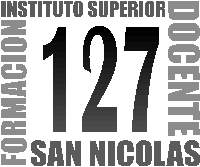 INSTITUTO SUPERIOR
FORMACION
DOCENTE
127
SAN NICOLAS